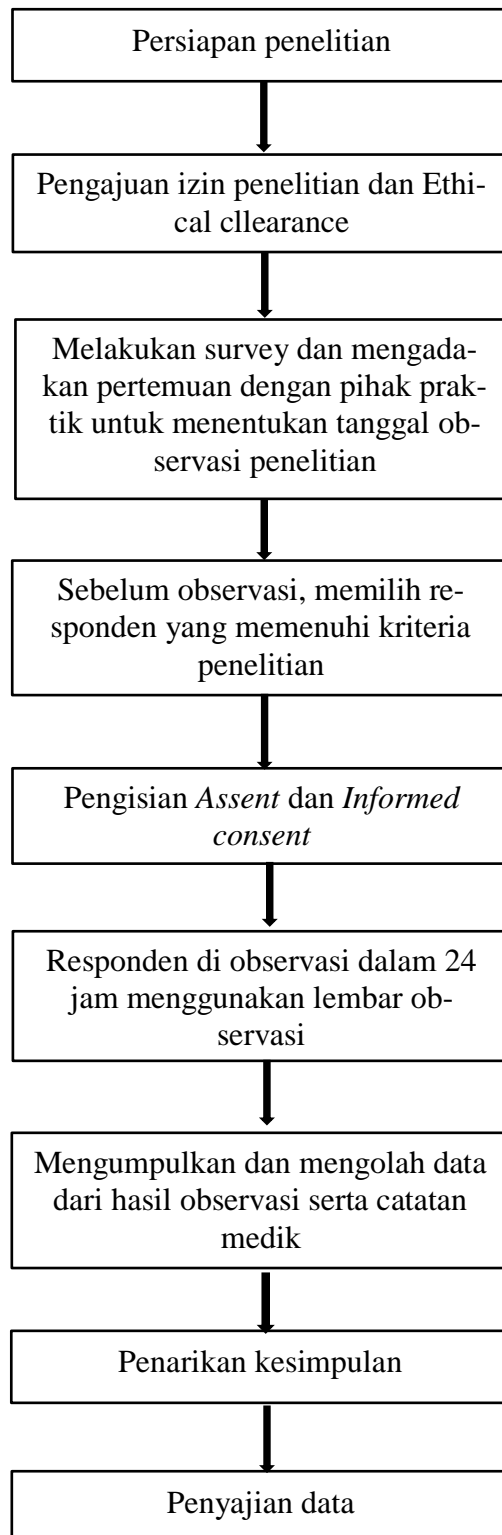 Persiapan penelitian
Pengajuan izin penelitian dan Ethi-
cal cllearance
Melakukan survey dan mengada-
kan pertemuan dengan pihak prak-
tik untuk menentukan tanggal ob-
servasi penelitian
Sebelum observasi, memilih re-
sponden yang memenuhi kriteria
penelitian
Pengisian Assent dan Informed
consent
Responden di observasi dalam 24
jam menggunakan lembar ob-
servasi
Mengumpulkan dan mengolah data
dari hasil observasi serta catatan
medik
Penarikan kesimpulan
Penyajian data